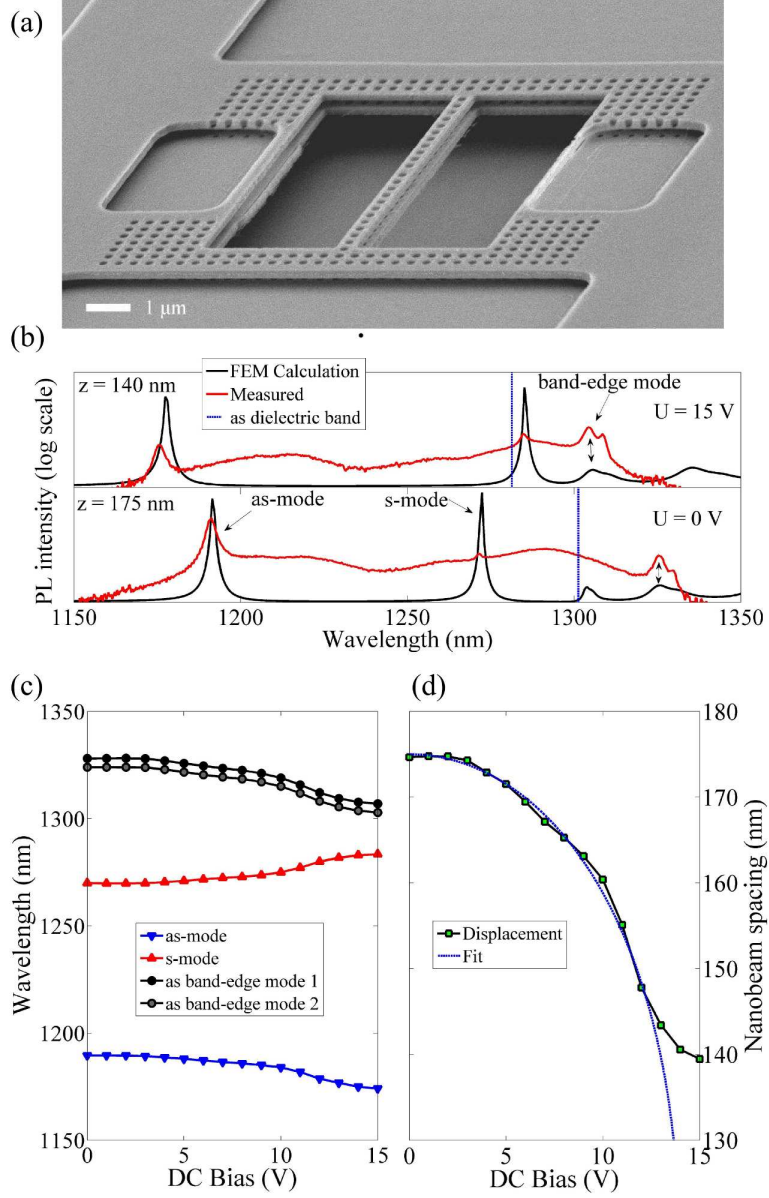 (a)
1 μm
(b)
z = 140 nm
FEM Calculation
Measured
as dielectric band
band-edge mode
U = 15 V
z = 175 nm
as-mode
s-mode
U = 0 V
PL intensity (log scale)
1150 1200 1250 1300 1350
Wavelength (nm)
(c)
1350
1300
1250
1200
1150
Wavelength (nm)
as-mode
s-mode
as band-edge mode 1
as band-edge mode 2
0 5 10 15
DC Bias (V)
(d)
180
170
160
150
140
130
Nanobeam spacing (nm)
Displacement
Fit
0 5 10 15
DC Bias (V)